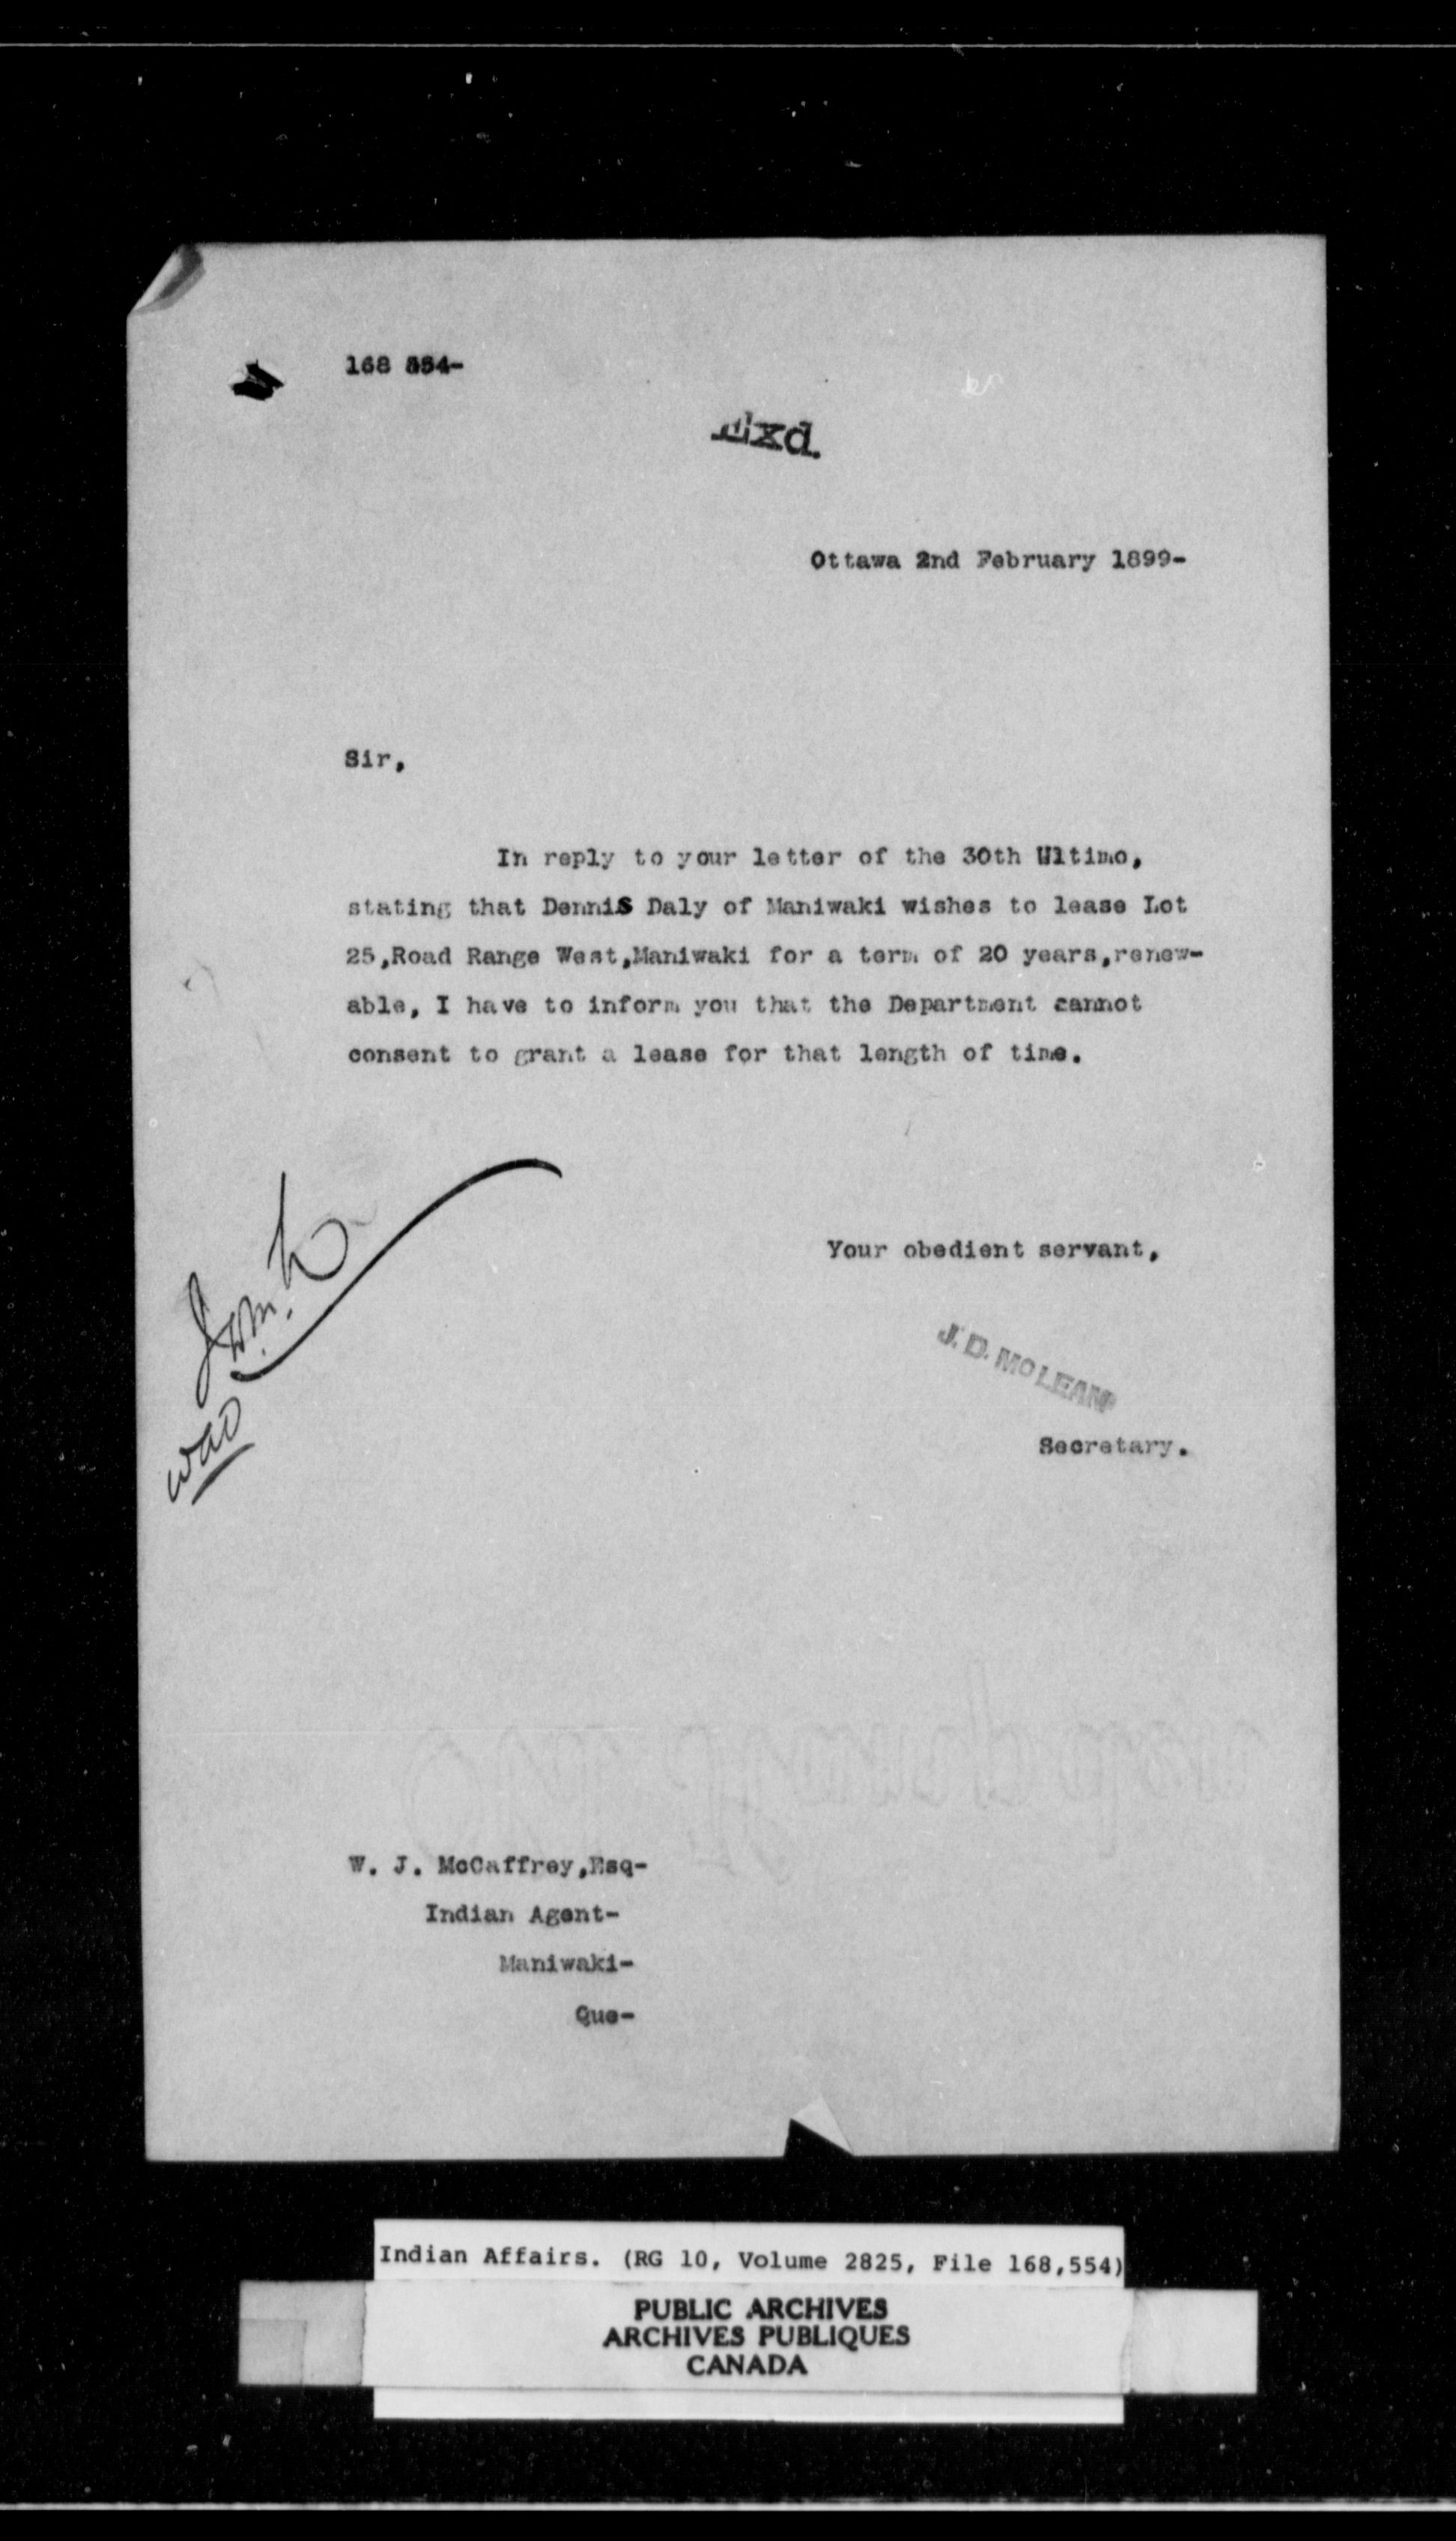 168 554-
Exd.
Ottawa 2nd February 1899-
Sir,
In reply to your letter of the 30th Ultimo,
stating that Dennis Daly of Maniwaki wishes to lease Lot
25,Road Range West,Maniwaki for a term of 20 years,renew-
able, I have to inform you that the Department cannot
consent to grant a lease for that length of time.
Your obedient servant,
J. D. McLEAN
Secretary.
W. J. McCaffrey,Esq-
Indian Agent-
Maniwaki-
Que-
Indian Affairs. (RG 10, Volume 2825, File 168,554)
PUBLIC ARCHIVES
ARCHIVES PUBLIQUES
CANADA